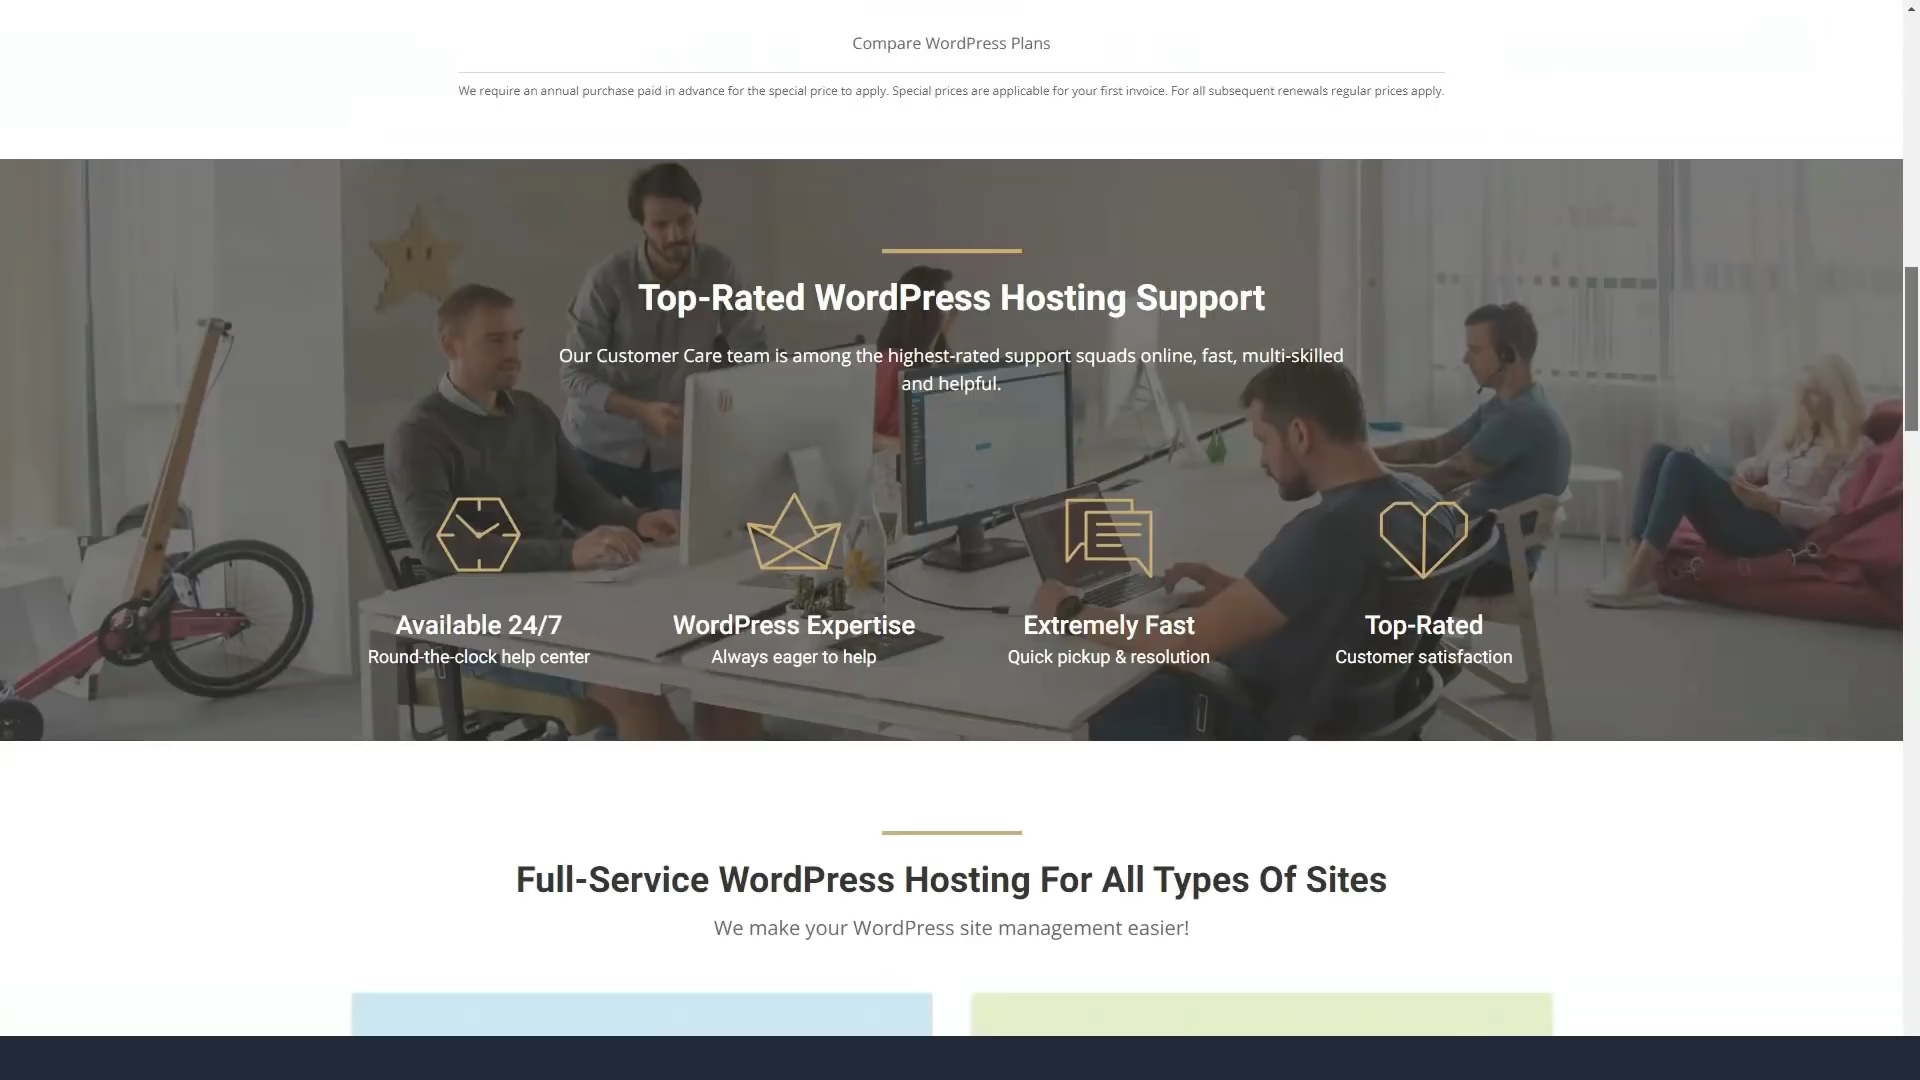 Compare WordPress Plans
We require an annual purchase paid in advance for the special price to apply. Special prices are applicable for your first invoice. For all subsequent renewals regular prices apply.
Top-Rated WordPress Hosting Support
Our Customer Care team is among the highest-rated support squads online, fast, multi-skilled
and helpful.
Available 24/7
Round-the-clock help center
WordPress Expertise
Always eager to help
Extremely Fast
Quick pickup & resolution
Top-Rated
Customer satisfaction
Full-Service WordPress Hosting For All Types Of Sites
We make your WordPress site management easier!